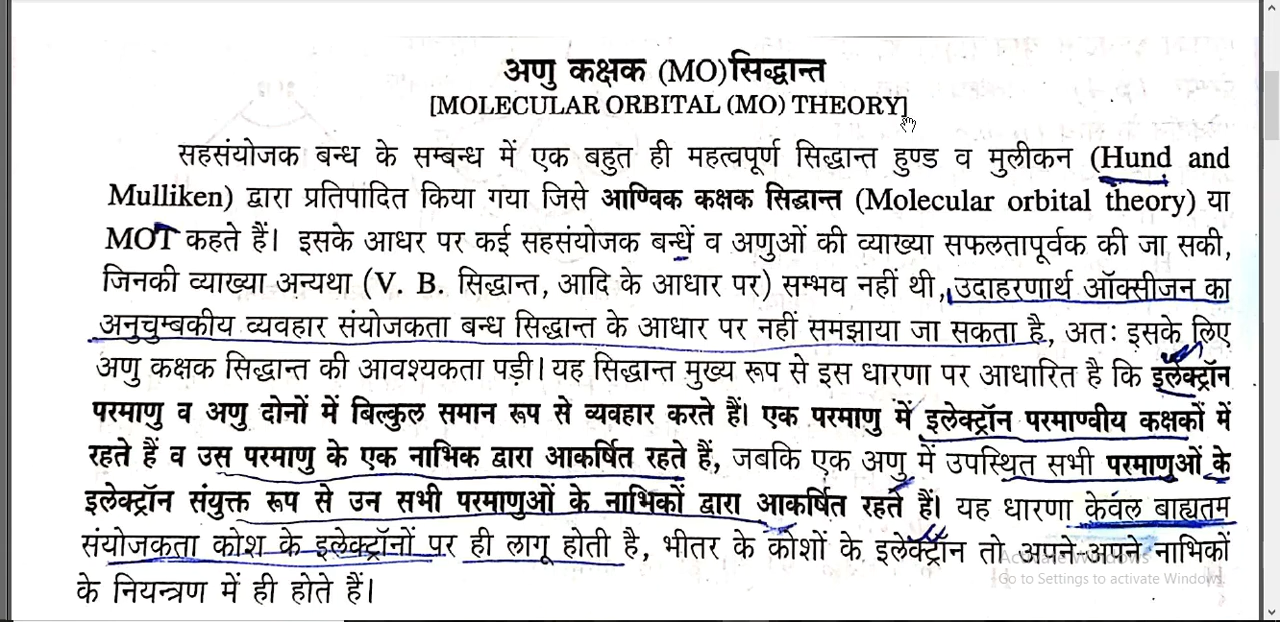 अणु कक्षक (MO) सिद्धान्त
[MOLECULAR ORBITAL (MO) THEORY]
सहसंयोजक बन्ध के सम्बन्ध में एक बहुत ही महत्वपूर्ण सिद्धान्त हुण्ड व मुलीकन (Hund and
Mulliken) द्वारा प्रतिपादित किया गया जिसे आण्विक कक्षक सिद्धान्त (Molecular orbital theory) या
MOT कहते हैं। इसके आधर पर कई सहसंयोजक बन्धें व अणुओं की व्याख्या सफलतापूर्वक की जा सकी,
जिनकी व्याख्या अन्यथा (V. B. सिद्धान्त, आदि के आधार पर) सम्भव नहीं थी, उदाहरणार्थ ऑक्सीजन का
अनुचुम्बकीय व्यवहार संयोजकता बन्ध सिद्धान्त के आधार पर नहीं समझाया जा सकता है, अतः इसके लिए
अणु कक्षक सिद्धान्त की आवश्यकता पड़ी। यह सिद्धान्त मुख्य रूप से इस धारणा पर आधारित है कि इलेक्ट्रॉन
परमाणु व अणु दोनों में बिल्कुल समान रूप से व्यवहार करते हैं। एक परमाणु में इलेक्ट्रॉन परमाण्वीय कक्षकों में
रहते हैं व उस परमाणु के एक नाभिक द्वारा आकर्षित रहते हैं, जबकि एक अणु में उपस्थित सभी परमाणुओं के
इलेक्ट्रॉन संयुक्त रूप से उन सभी परमाणुओं के नाभिकों द्वारा आकर्षित रहते हैं। यह धारणा केवल बाह्यतम
संयोजकता कोश के इलेक्ट्रॉनों पर ही लागू होती है, भीतर के कोशों के इलेक्ट्रॉन तो अपने-अपने नाभिकों
के नियन्त्रण में ही होते हैं।
Activate Windows
Go to Settings to activate Windows.